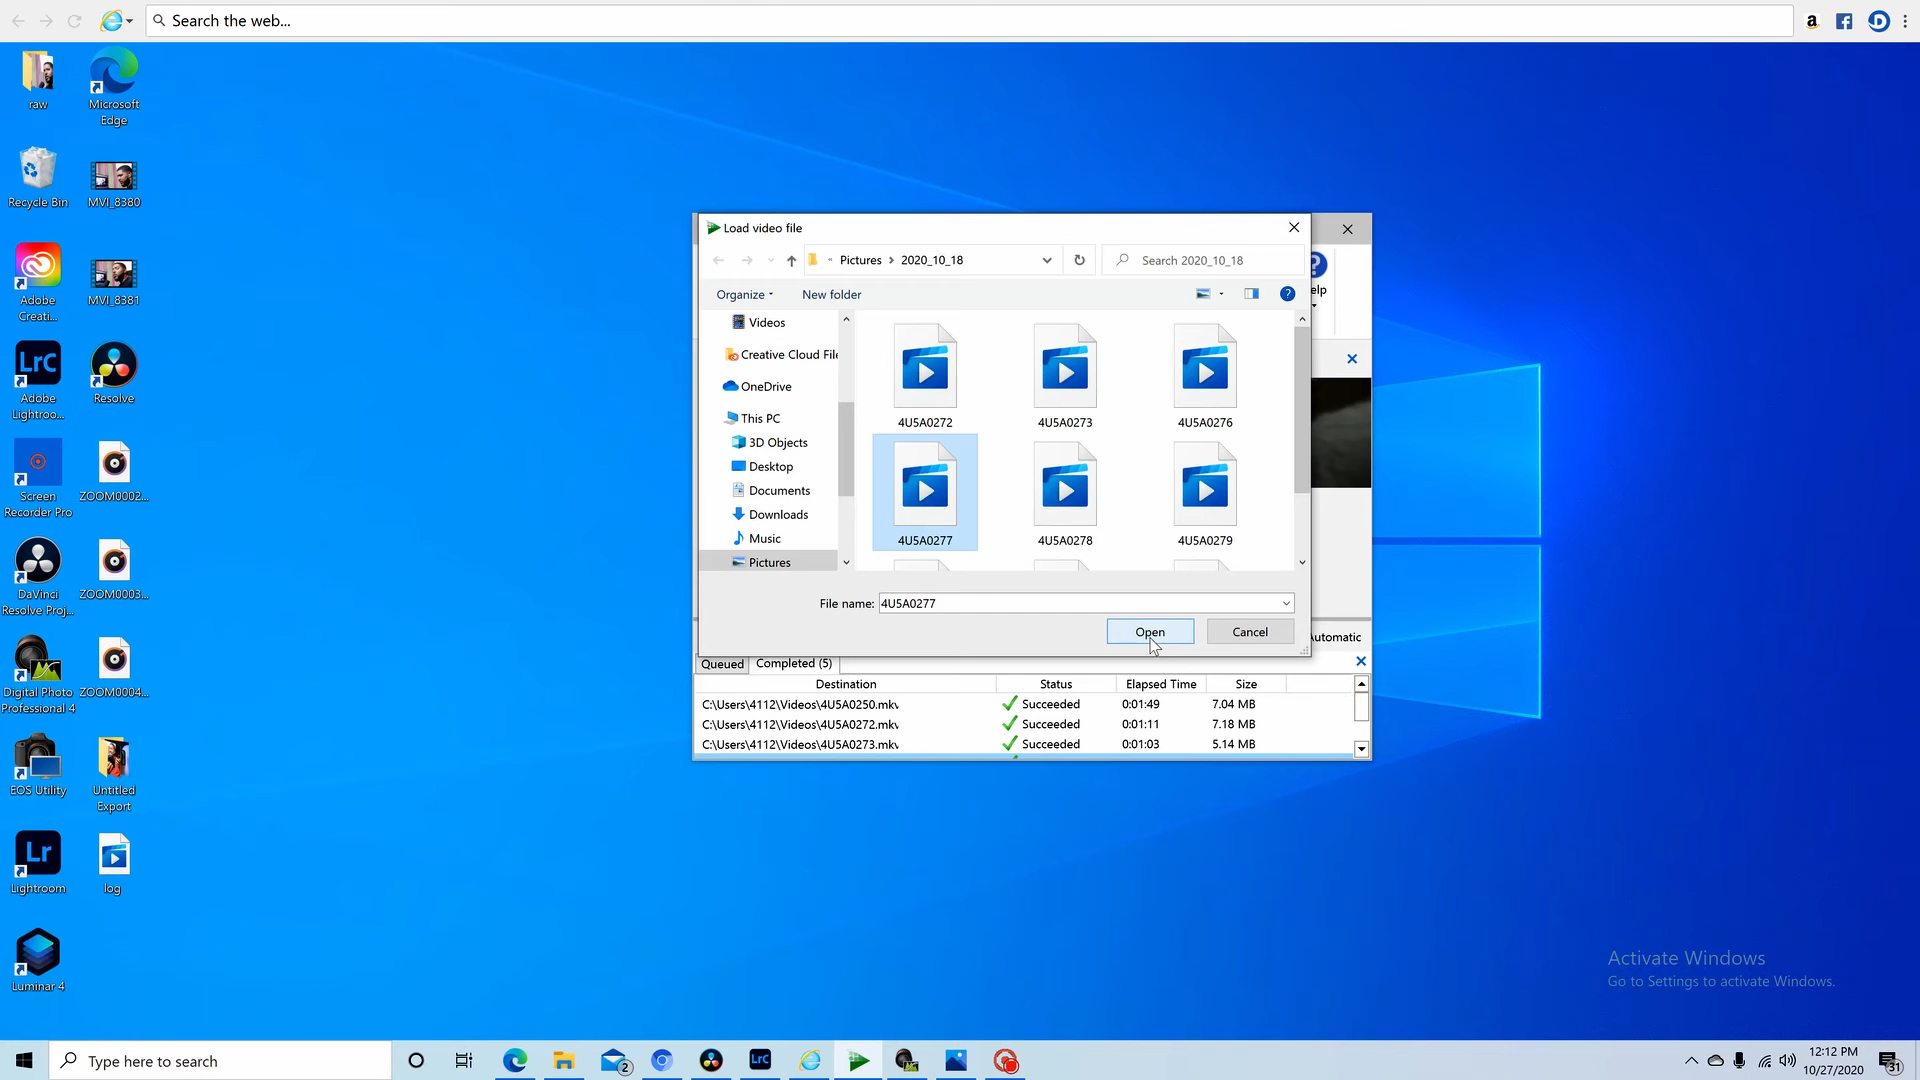 Search the web...
a
raw
Microsoft
Edge
Recycle Bin
MVI_8380
Adobe
Creati...
MVI_8381
LrC
Adobe
Lightroo...
Resolve
Screen
Recorder Pro
ZOOM0002...
DaVinci
Resolve Proj...
ZOOM0003...
Digital Photo
Professional 4
ZOOM0004...
EOS Utility
Untitled
Export
Lr
Lightroom
log
Luminar 4
Load video file
Pictures
2020_10_18
Search 2020_10_18
Organize
New folder
elp
Videos
Creative Cloud File
OneDrive
This PC
3D Objects
Desktop
Documents
Downloads
Music
Pictures
4U5A0272
4U5A0273
4U5A0276
4U5A0277
4U5A0278
4U5A0279
File name:
4U5A0277
Open
Cancel
Automatic
Queued
Completed (5)
Destination
Status
Elapsed Time
Size
C:\Users\4112\Videos\4U5A0250.mkv
Succeeded
0:01:49
7.04 MB
C:\Users\4112\Videos\4U5A0272.mkv
Succeeded
0:01:11
7.18 MB
C:\Users\4112\Videos\4U5A0273.mkv
Succeeded
0:01:03
5.14 MB
Activate Windows
Go to Settings to activate Windows.
Type here to search
2
LrC
12:12 PM
10/27/2020
31